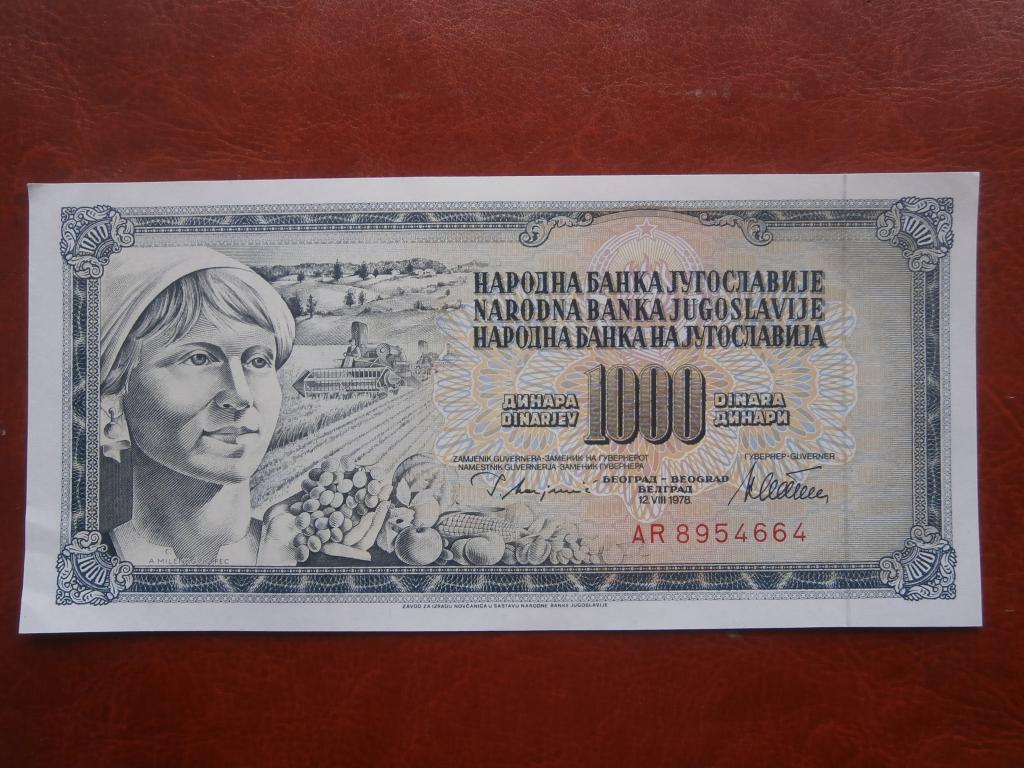 НАРОДНА БАНКА ЈУГОСЛАВИЈЕ
NARODNA BANKA JUGOSLAVIJE
НАРОДНА БАНКА НА ЈУГОСЛАВИЈА
ДИНАРА 1000 DINARA
DINARJEV ДИНАРИ
ZAMJENIK GUVERNERA-ЗАМЕНИК НА ГУВЕРНЕРОТ ГУВЕРНЕР-GUVERNER
NAMESTNIK GUVERNERJA-ЗАМЕНИК ГУВЕРНЕРА
БЕОГРАД - BEOGRAD
БЕЛГРАД
12. VIII 1978.
AR 8954664
FEC
ZAVOD ZA IZRADU NOVČANICA U SASTAVU NARODNE BANKE JUGOSLAVIJE